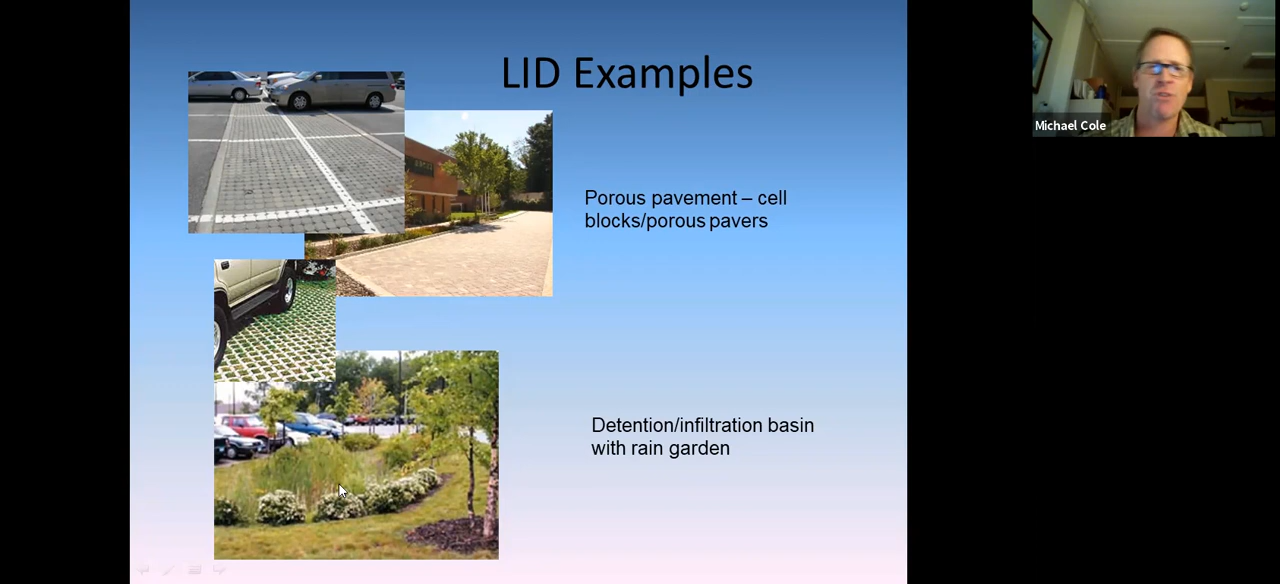 LID Examples
Michael Cole
Porous pavement – cell
blocks/porous pavers
Detention/infiltration basin
with rain garden